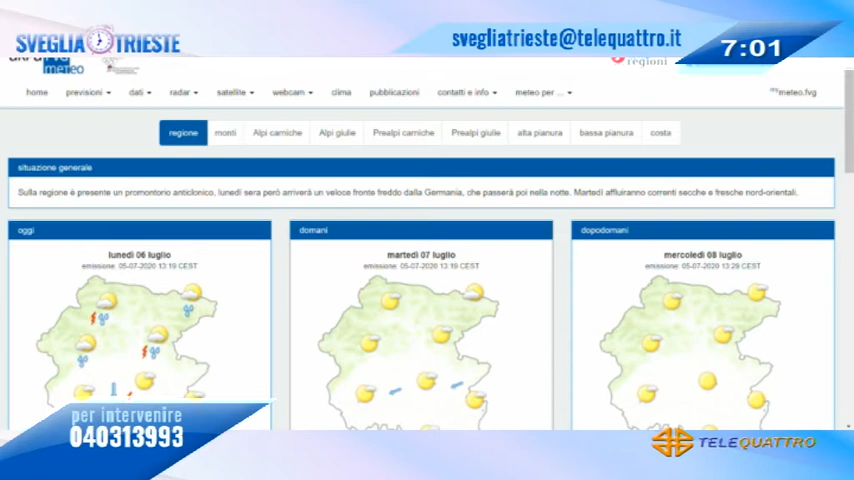 SVEGLIA TRIESTE
svegliatrieste@telequattro.it
7:01
meteo
regioni
home previsioni dati radar satellite webcam clima pubblicazioni contatti e info meteo per ... my meteo.fvg
regione monti Alpi carniche Alpi giulie Prealpi carniche Prealpi giulie alta pianura bassa pianura costa
situazione generale
Sulla regione è presente un promontorio anticlonico, lunedì sera però arriverà un veloce fronte freddo dalla Germania, che passerà poi nella notte. Martedì affluiranno correnti secche e fresche nord-orientali.
oggi domani dopodomani
lunedì 06 luglio martedì 07 luglio mercoledì 08 luglio
emissione: 05-07-2020 13:19 CEST emissione: 05-07-2020 13:19 CEST emissione: 05-07-2020 13:29 CEST
per intervenire
040313993
TELEQUATTRO